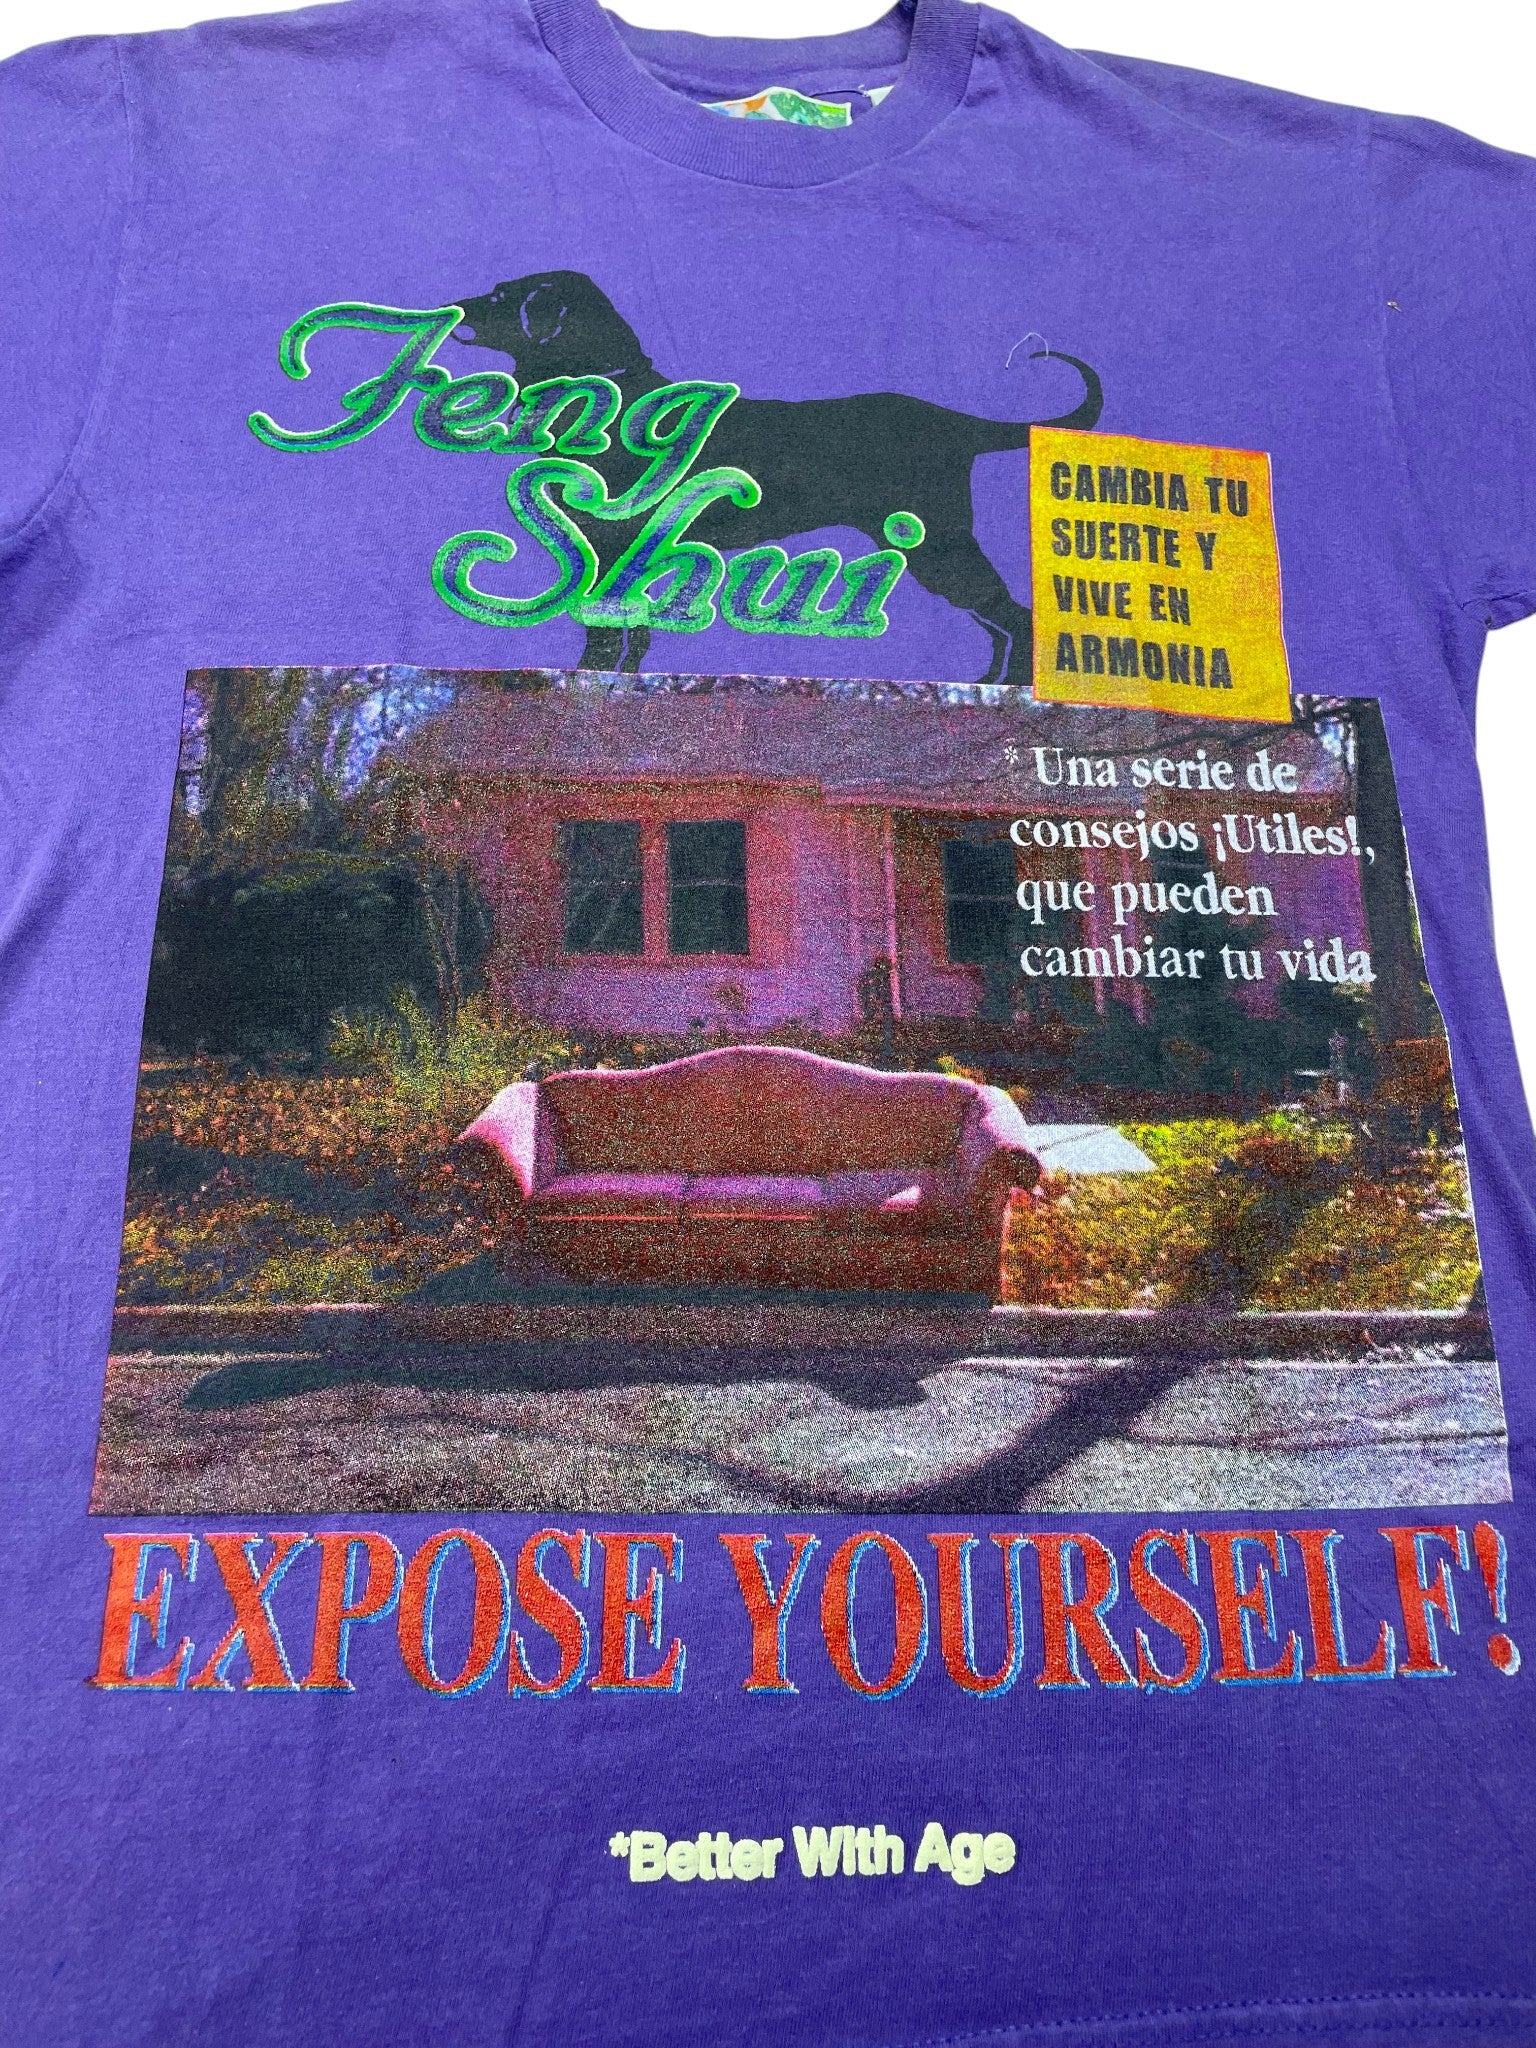 Feng
Shui
CAMBIA TU
SUERTE Y
VIVE EN
ARMONIA
* Una serie de
consejos ¡Utiles!,
que pueden
cambiar tu vida
EXPOSE YOURSELF!
*Better With Age